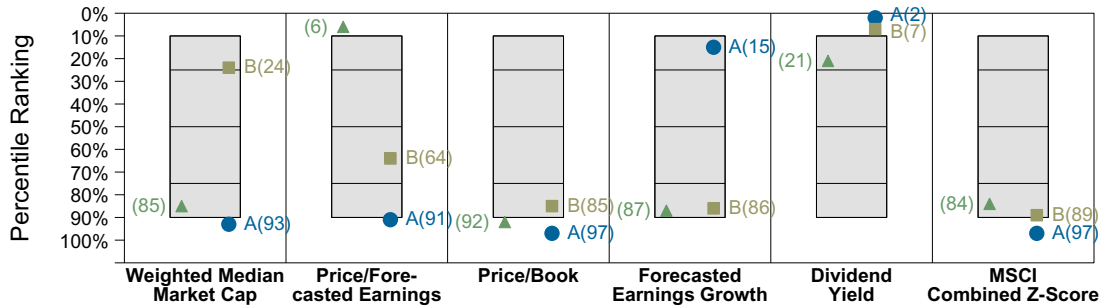 Percentile Ranking
0%
10%
20%
30%
40%
50%
60%
70%
80%
90%
100%
B(24)
(85)
A(93)
(6)
B(64)
A(91)
B(85)
(92)
A(97)
A(15)
(87)
B(86)
A(2)
B(7)
(21)
(84)
B(89)
A(97)
Weighted Median
Market Cap
Price/Fore-
casted Earnings
Price/Book
Forecasted
Earnings Growth
Dividend
Yield
MSCI
Combined Z-Score